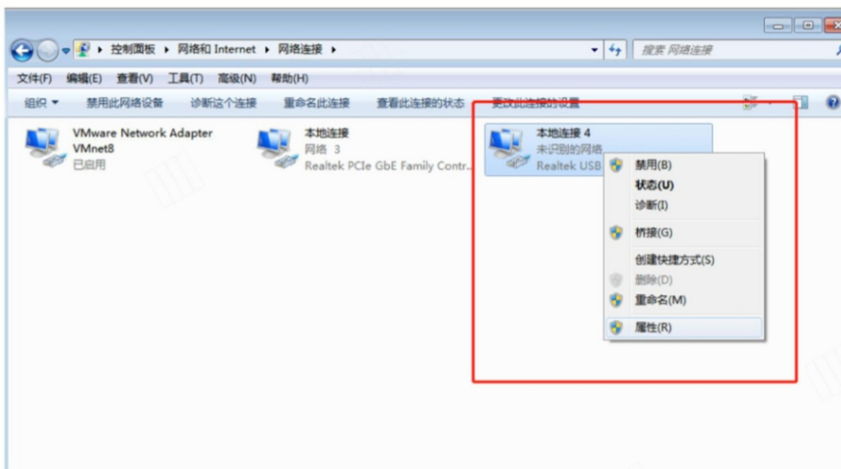 控制面板 ▸ 网络和 Internet ▸ 网络连接 ▸
搜索 网络连接
文件(F) 编辑(E) 查看(V) 工具(T) 高级(N) 帮助(H)
组织 ▼ 禁用此网络设备 诊断这个连接 重命名此连接 查看此连接的状态 更改此连接的设置
VMware Network Adapter
VMnet8
已启用
本地连接
网络 3
Realtek PCIe GbE Family Contr...
本地连接 4
未识别的网络
Realtek USB
禁用(B)
状态(U)
诊断(I)
桥接(G)
创建快捷方式(S)
删除(D)
重命名(M)
属性(R)